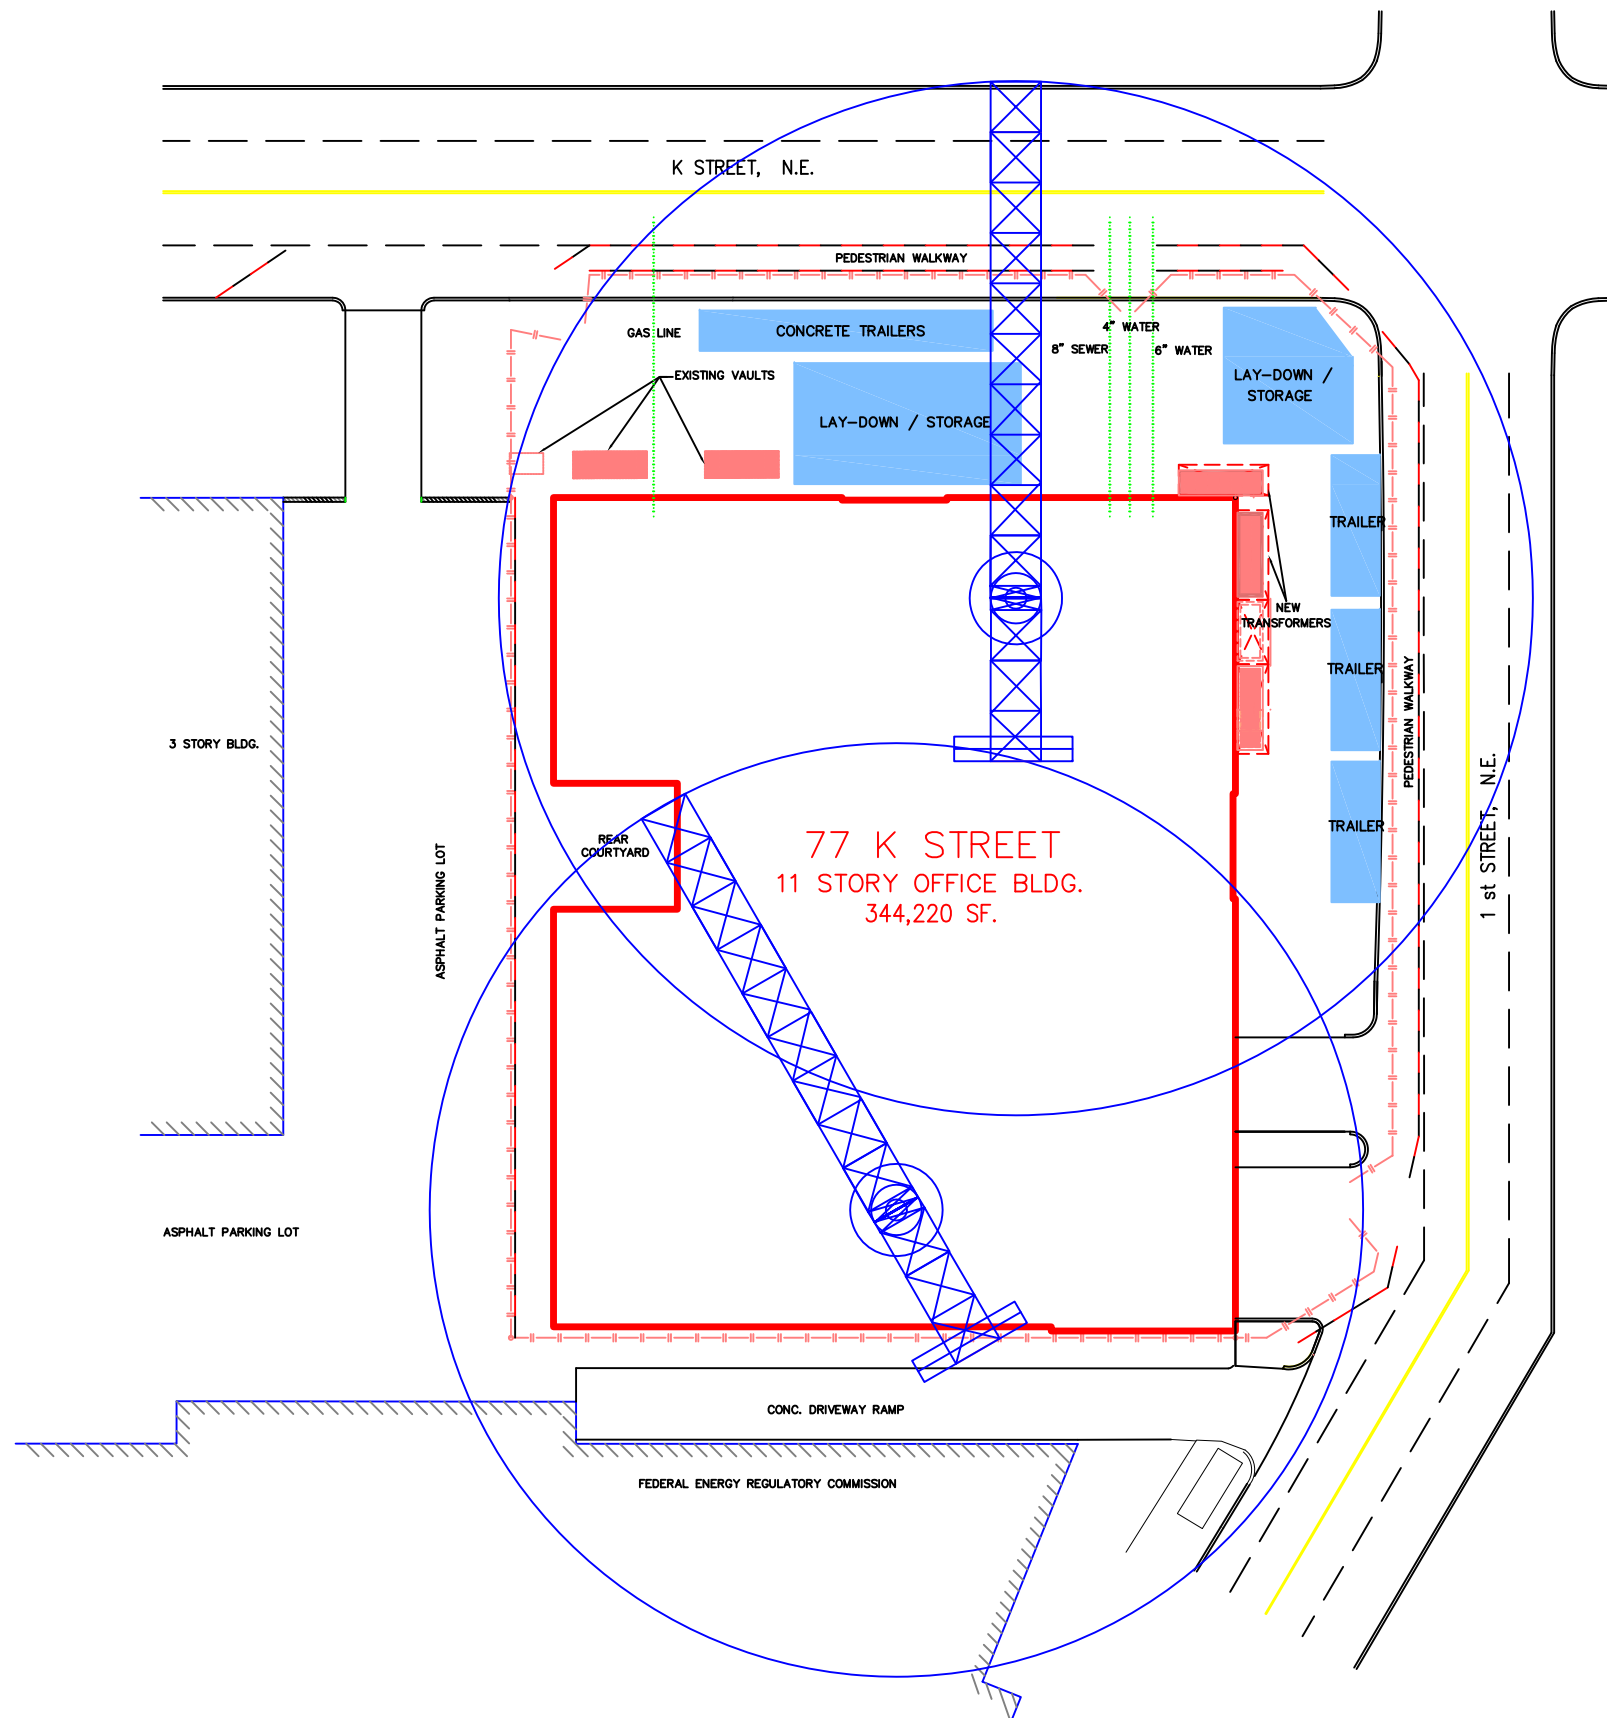 K STREET, N.E.
PEDESTRIAN WALKWAY
GAS LINE
CONCRETE TRAILERS
4" WATER
8" SEWER
6" WATER
EXISTING VAULTS
LAY-DOWN /
STORAGE
LAY-DOWN / STORAGE
TRAILER
NEW
TRANSFORMERS
TRAILER
PEDESTRIAN WALKWAY
3 STORY BLDG.
1 st STREET, N.E.
TRAILER
REAR
COURTYARD
77 K STREET
11 STORY OFFICE BLDG.
344,220 SF.
ASPHALT PARKING LOT
ASPHALT PARKING LOT
CONC. DRIVEWAY RAMP
FEDERAL ENERGY REGULATORY COMMISSION